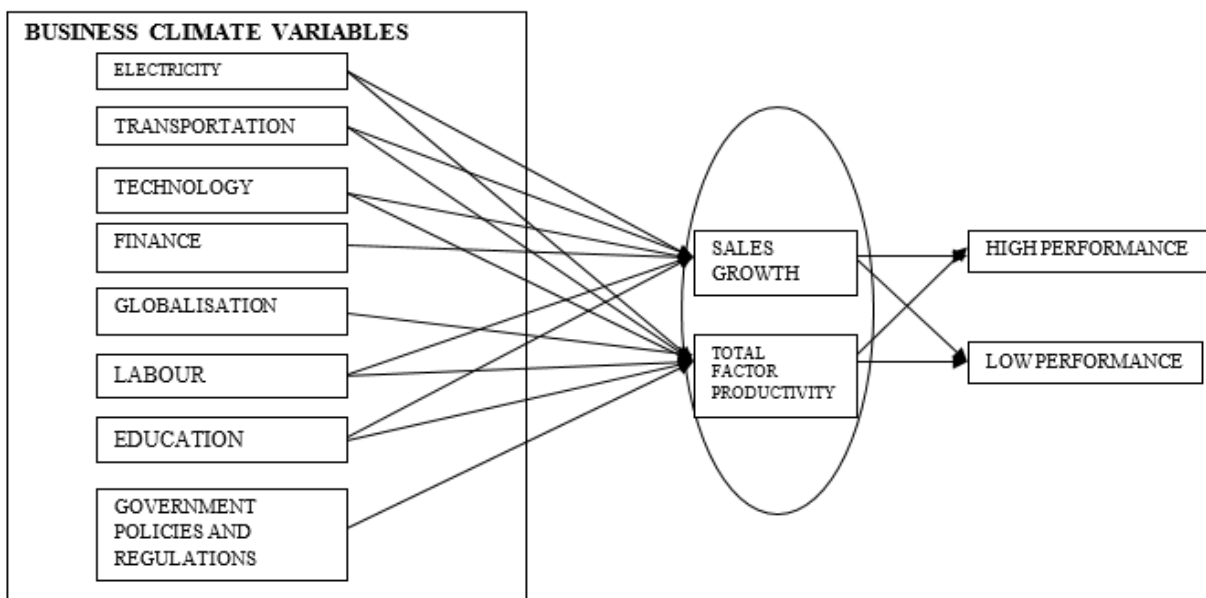 BUSINESS CLIMATE VARIABLES
ELECTRICITY
TRANSPORTATION
TECHNOLOGY
FINANCE
GLOBALISATION
LABOUR
EDUCATION
GOVERNMENT
POLICIES AND
REGULATIONS
SALES
GROWTH
TOTAL
FACTOR
PRODUCTIVITY
HIGH PERFORMANCE
LOW PERFORMANCE